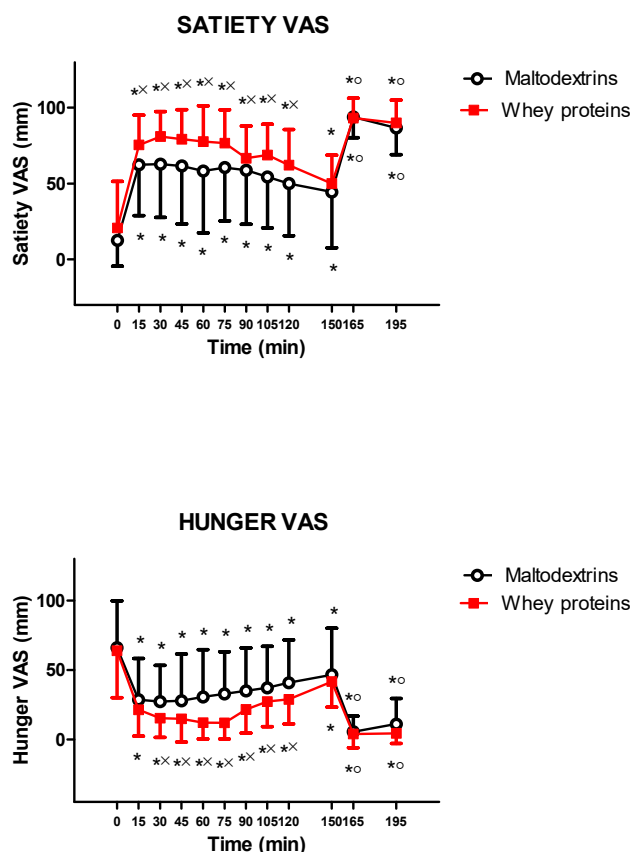 SATIETY VAS
*× *× *× *× *× *× *× *× * *○ *○
Maltodextrins
Whey proteins
Satiety VAS (mm)
100
50
0
* * * * * * * * * *○ *○
0 15 30 45 60 75 90 105 120 150 165 195
Time (min)
HUNGER VAS
Maltodextrins
Whey proteins
Hunger VAS (mm)
100
50
0
* * * * * * * * * *○ *○
* *× *× *× *× *× *× *× * *○ *○
0 15 30 45 60 75 90 105 120 150 165 195
Time (min)